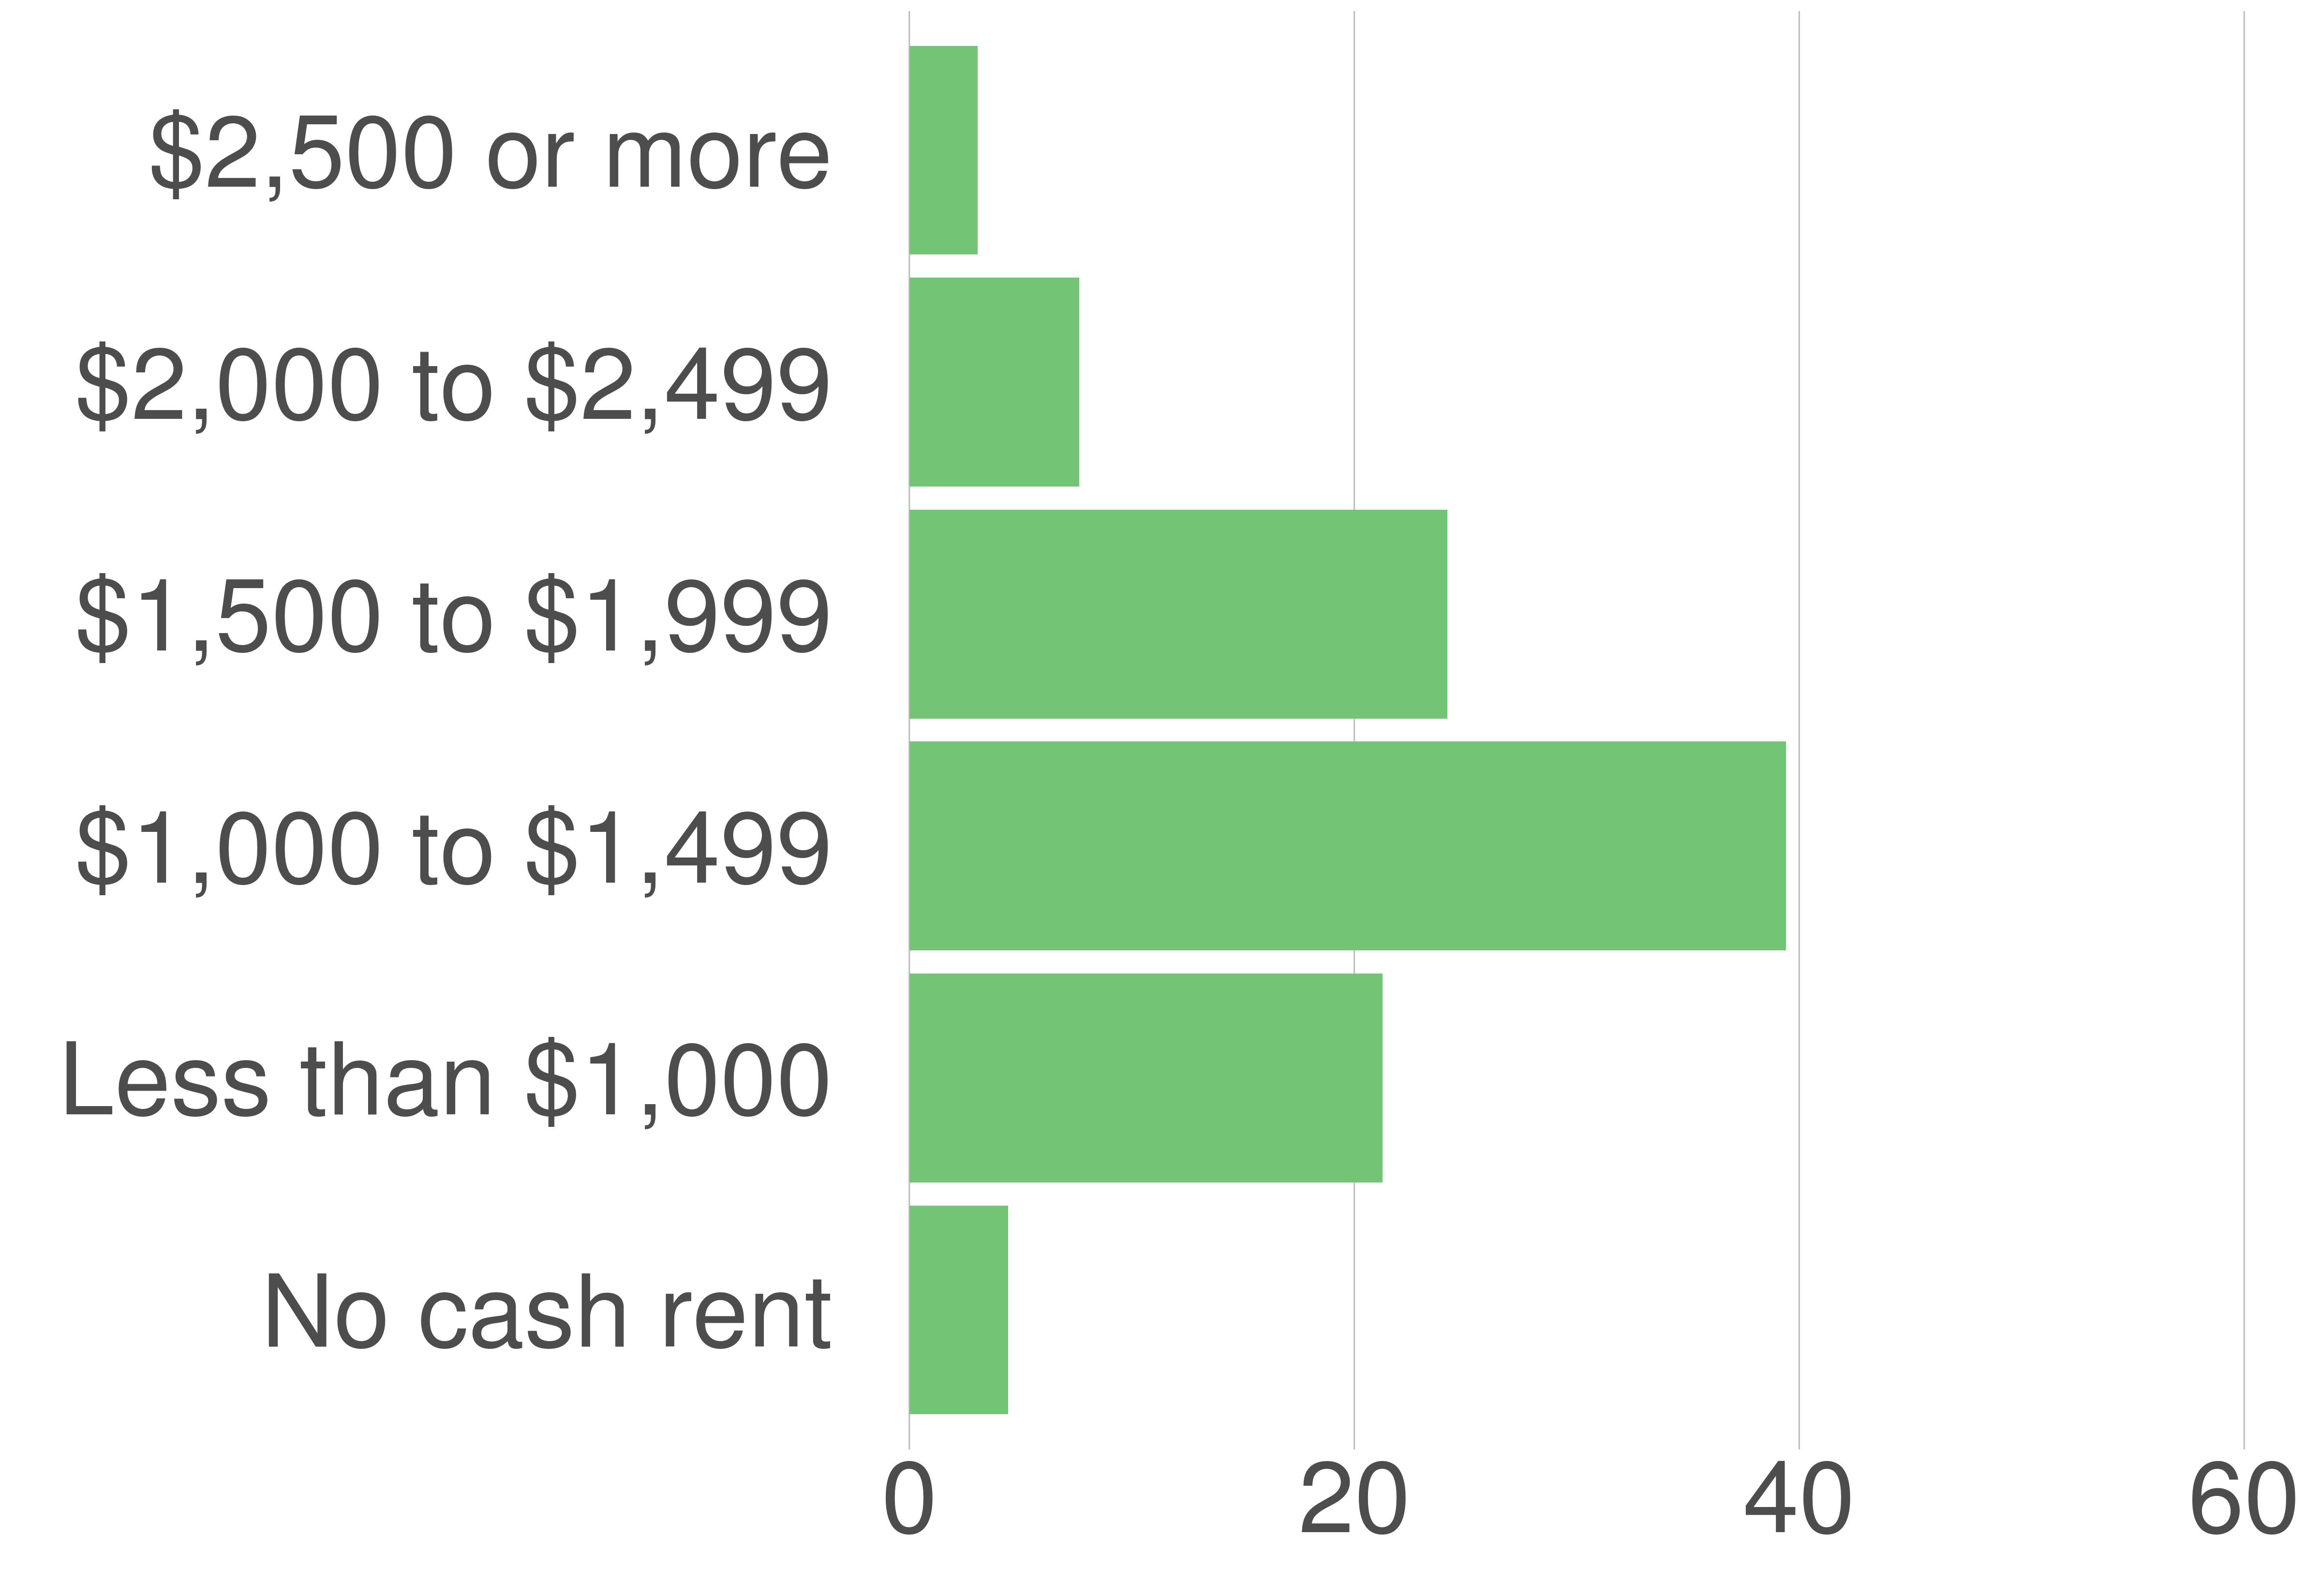 $2,500 or more
$2,000 to $2,499
$1,500 to $1,999
$1,000 to $1,499
Less than $1,000
No cash rent
0 20 40 60